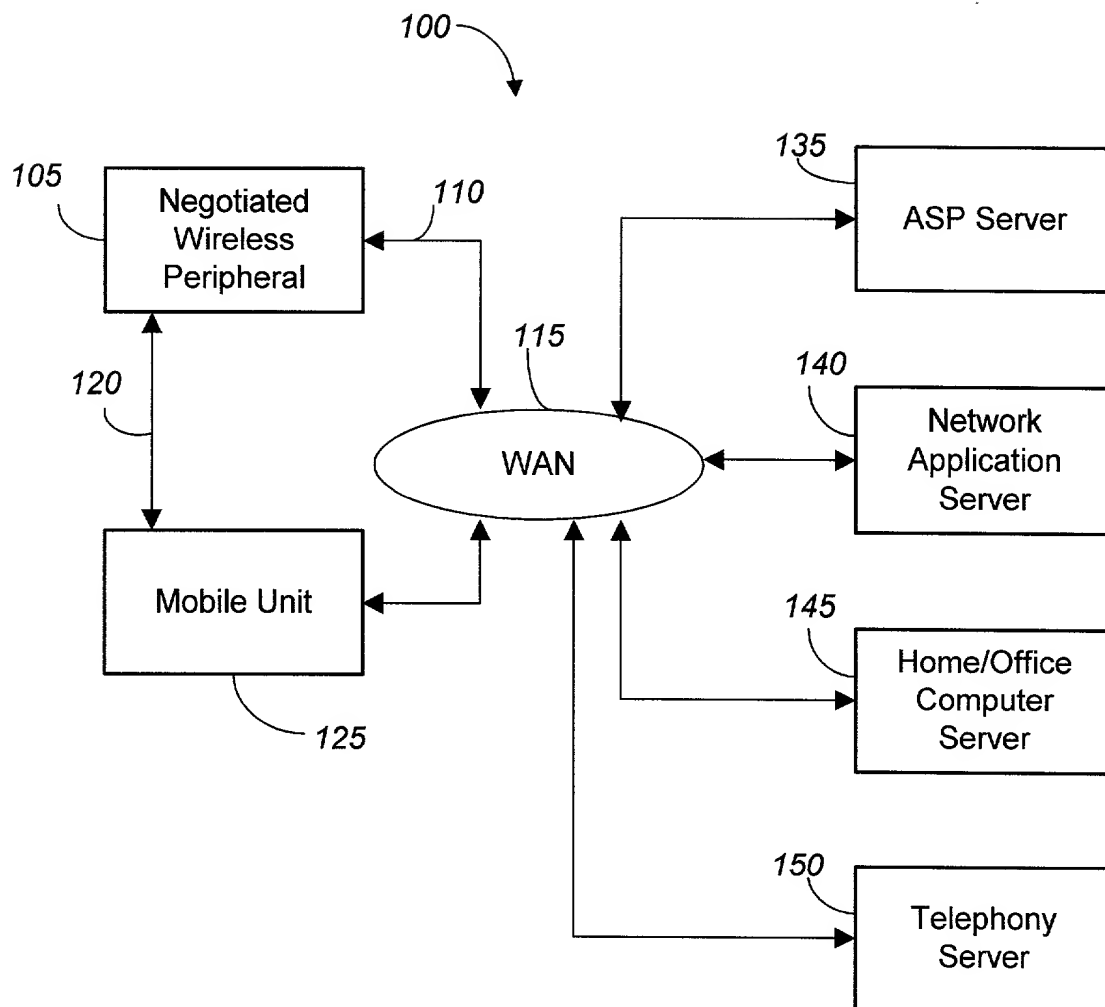 100
105
Negotiated
Wireless
Peripheral
110
135
ASP Server
115
WAN
120
140
Network
Application
Server
Mobile Unit
125
145
Home/Office
Computer
Server
150
Telephony
Server